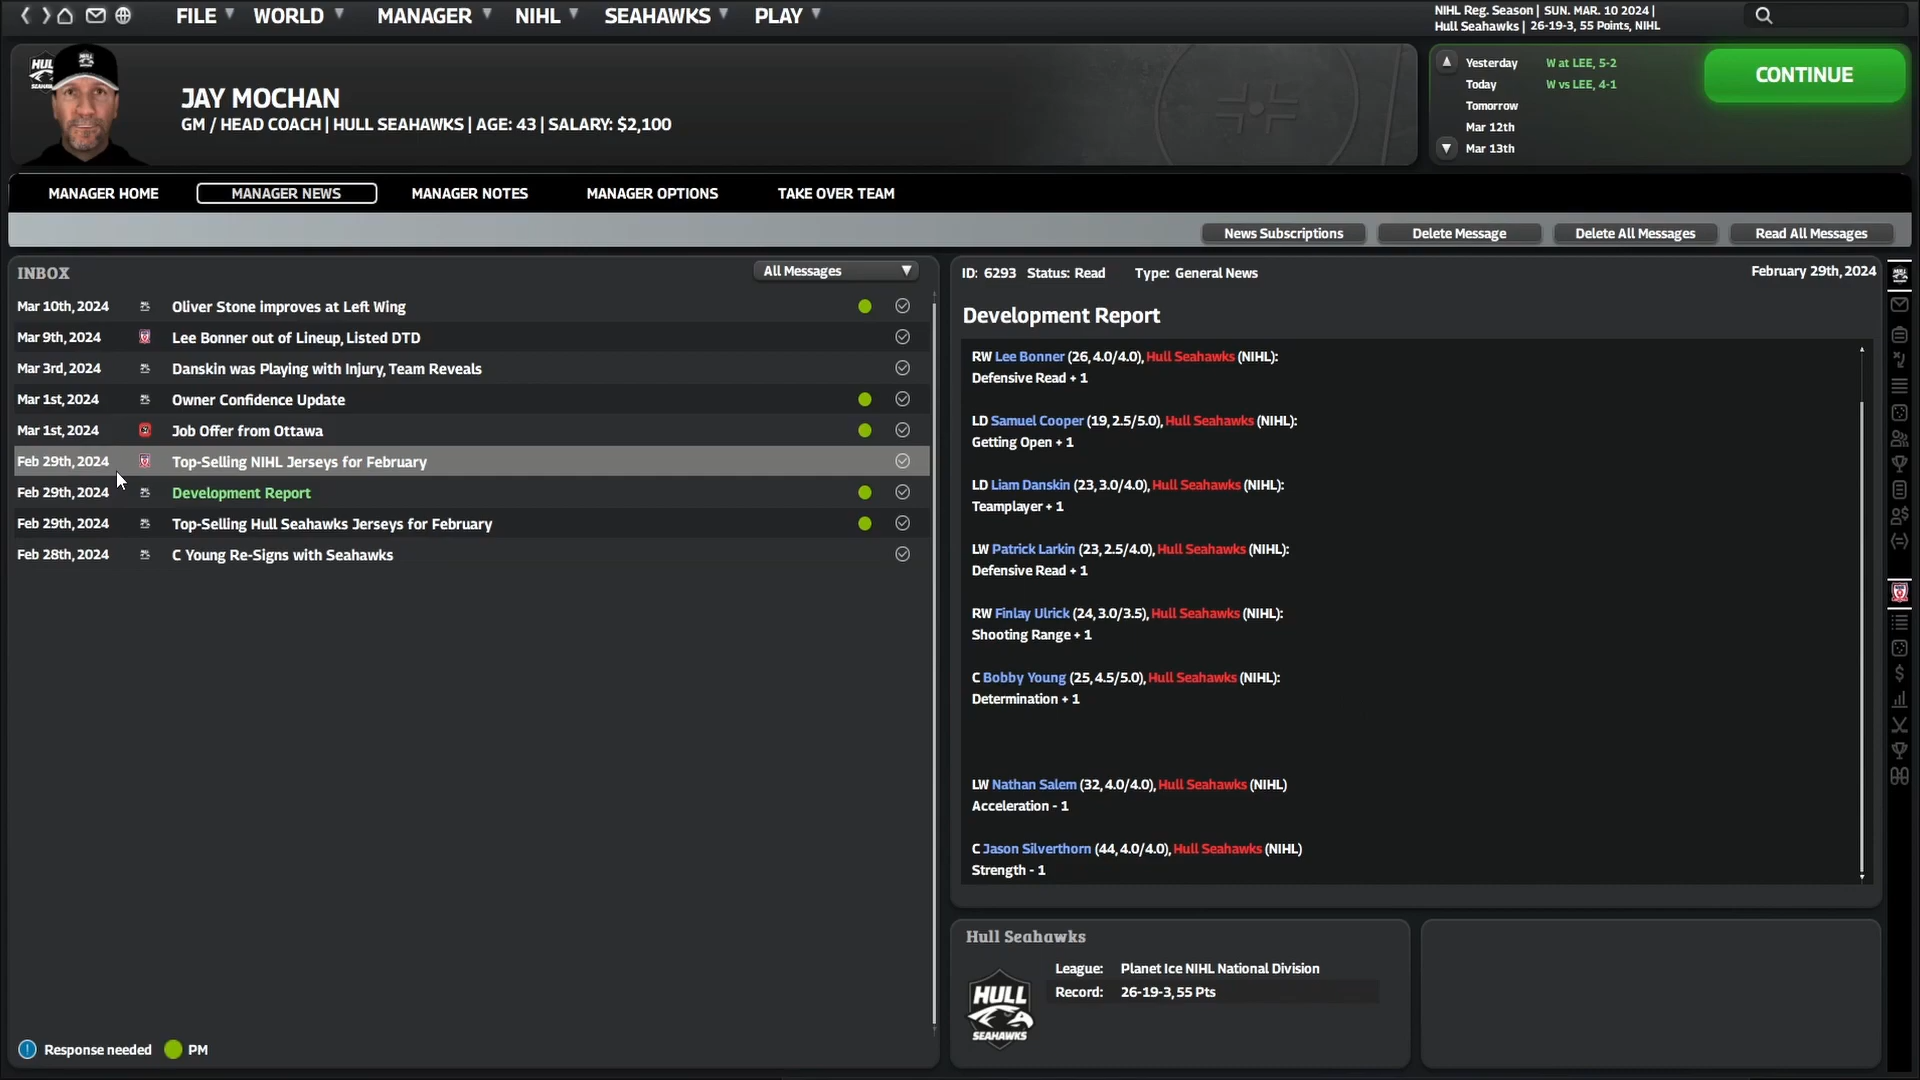 FILE WORLD MANAGER NIHL SEAHAWKS PLAY
NIHL Reg. Season | SUN. MAR. 10 2024 |
Hull Seahawks | 26-19-3, 55 Points, NIHL
HULL
JAY MOCHAN
GM / HEAD COACH | HULL SEAHAWKS | AGE: 43 | SALARY: $2,100
Yesterday W at LEE, 5-2
Today W vs LEE, 4-1
Tomorrow
Mar 12th
Mar 13th
CONTINUE
MANAGER HOME MANAGER NEWS MANAGER NOTES MANAGER OPTIONS TAKE OVER TEAM
News Subscriptions Delete Message Delete All Messages Read All Messages
INBOX All Messages
Mar 10th, 2024 Oliver Stone improves at Left Wing
Mar 9th, 2024 Lee Bonner out of Lineup, Listed DTD
Mar 3rd, 2024 Danskin was Playing with Injury, Team Reveals
Mar 1st, 2024 Owner Confidence Update
Mar 1st, 2024 Job Offer from Ottawa
Feb 29th, 2024 Top-Selling NIHL Jerseys for February
Feb 29th, 2024 Development Report
Feb 29th, 2024 Top-Selling Hull Seahawks Jerseys for February
Feb 28th, 2024 C Young Re-Signs with Seahawks
Response needed PM
ID: 6293 Status: Read Type: General News February 29th, 2024
Development Report
RW Lee Bonner (26, 4.0/4.0), Hull Seahawks (NIHL):
Defensive Read + 1
LD Samuel Cooper (19, 2.5/5.0), Hull Seahawks (NIHL):
Getting Open + 1
LD Liam Danskin (23, 3.0/4.0), Hull Seahawks (NIHL):
Teamplayer + 1
LW Patrick Larkin (23, 2.5/4.0), Hull Seahawks (NIHL):
Defensive Read + 1
RW Finlay Ulrick (24, 3.0/3.5), Hull Seahawks (NIHL):
Shooting Range + 1
C Bobby Young (25, 4.5/5.0), Hull Seahawks (NIHL):
Determination + 1
LW Nathan Salem (32, 4.0/4.0), Hull Seahawks (NIHL)
Acceleration - 1
C Jason Silverthorn (44, 4.0/4.0), Hull Seahawks (NIHL)
Strength - 1
Hull Seahawks
HULL
SEAHAWKS
League: Planet Ice NIHL National Division
Record: 26-19-3, 55 Pts